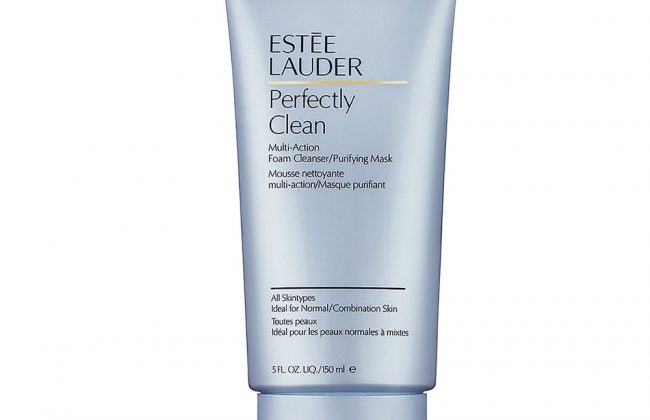 ESTĒE
LAUDER
Perfectly
Clean
Multi-Action
Foam Cleanser/Purifying Mask
Mousse nettoyante
multi-action/Masque purifiant
All Skintypes
Ideal for Normal/Combination Skin
Toutes peaux
Idéal pour les peaux normales à mixtes
5 FL. OZ. LIQ./150 ml ℮